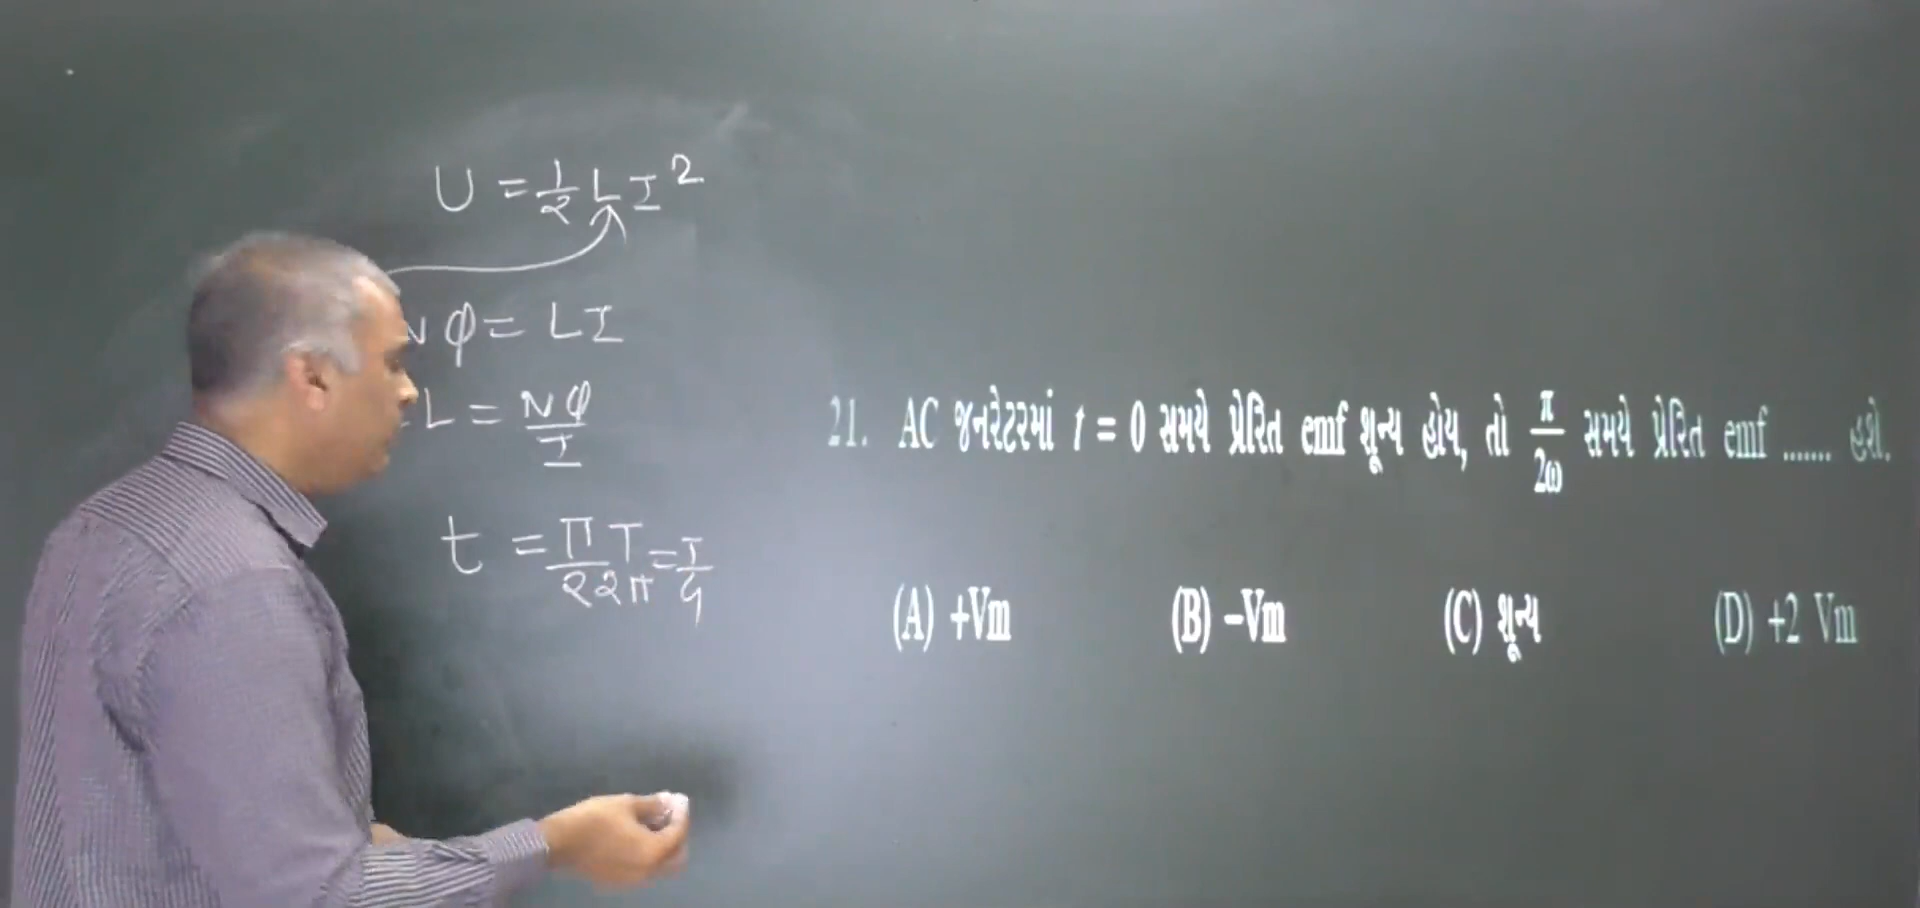 U = 1/2 L I²
N φ = L I
L = Nφ/I
t = π T/2 2π = T/4
21. AC જનરેટરમાં t = 0 સમયે પ્રેરિત emf શૂન્ય હોય, તો π/2ω સમયે પ્રેરિત emf ....... હશે.
(A) +Vm (B) –Vm (C) શૂન્ય (D) +2 Vm